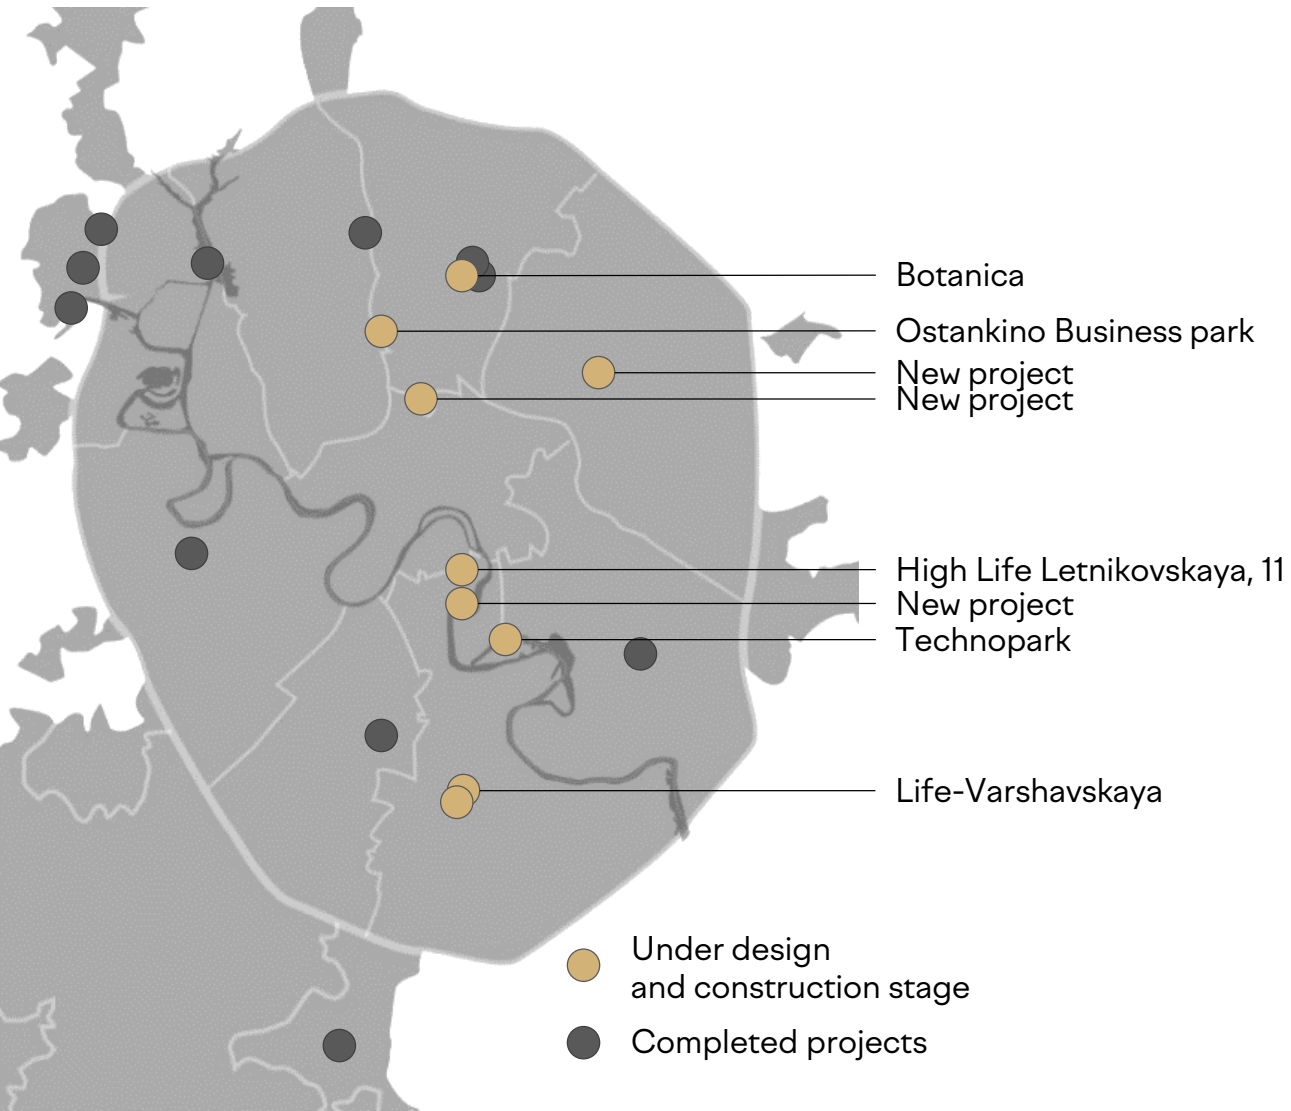 Botanica
Ostankino Business park
New project
New project
High Life Letnikovskaya, 11
New project
Technopark
Life-Varshavskaya
Under design
and construction stage
Completed projects